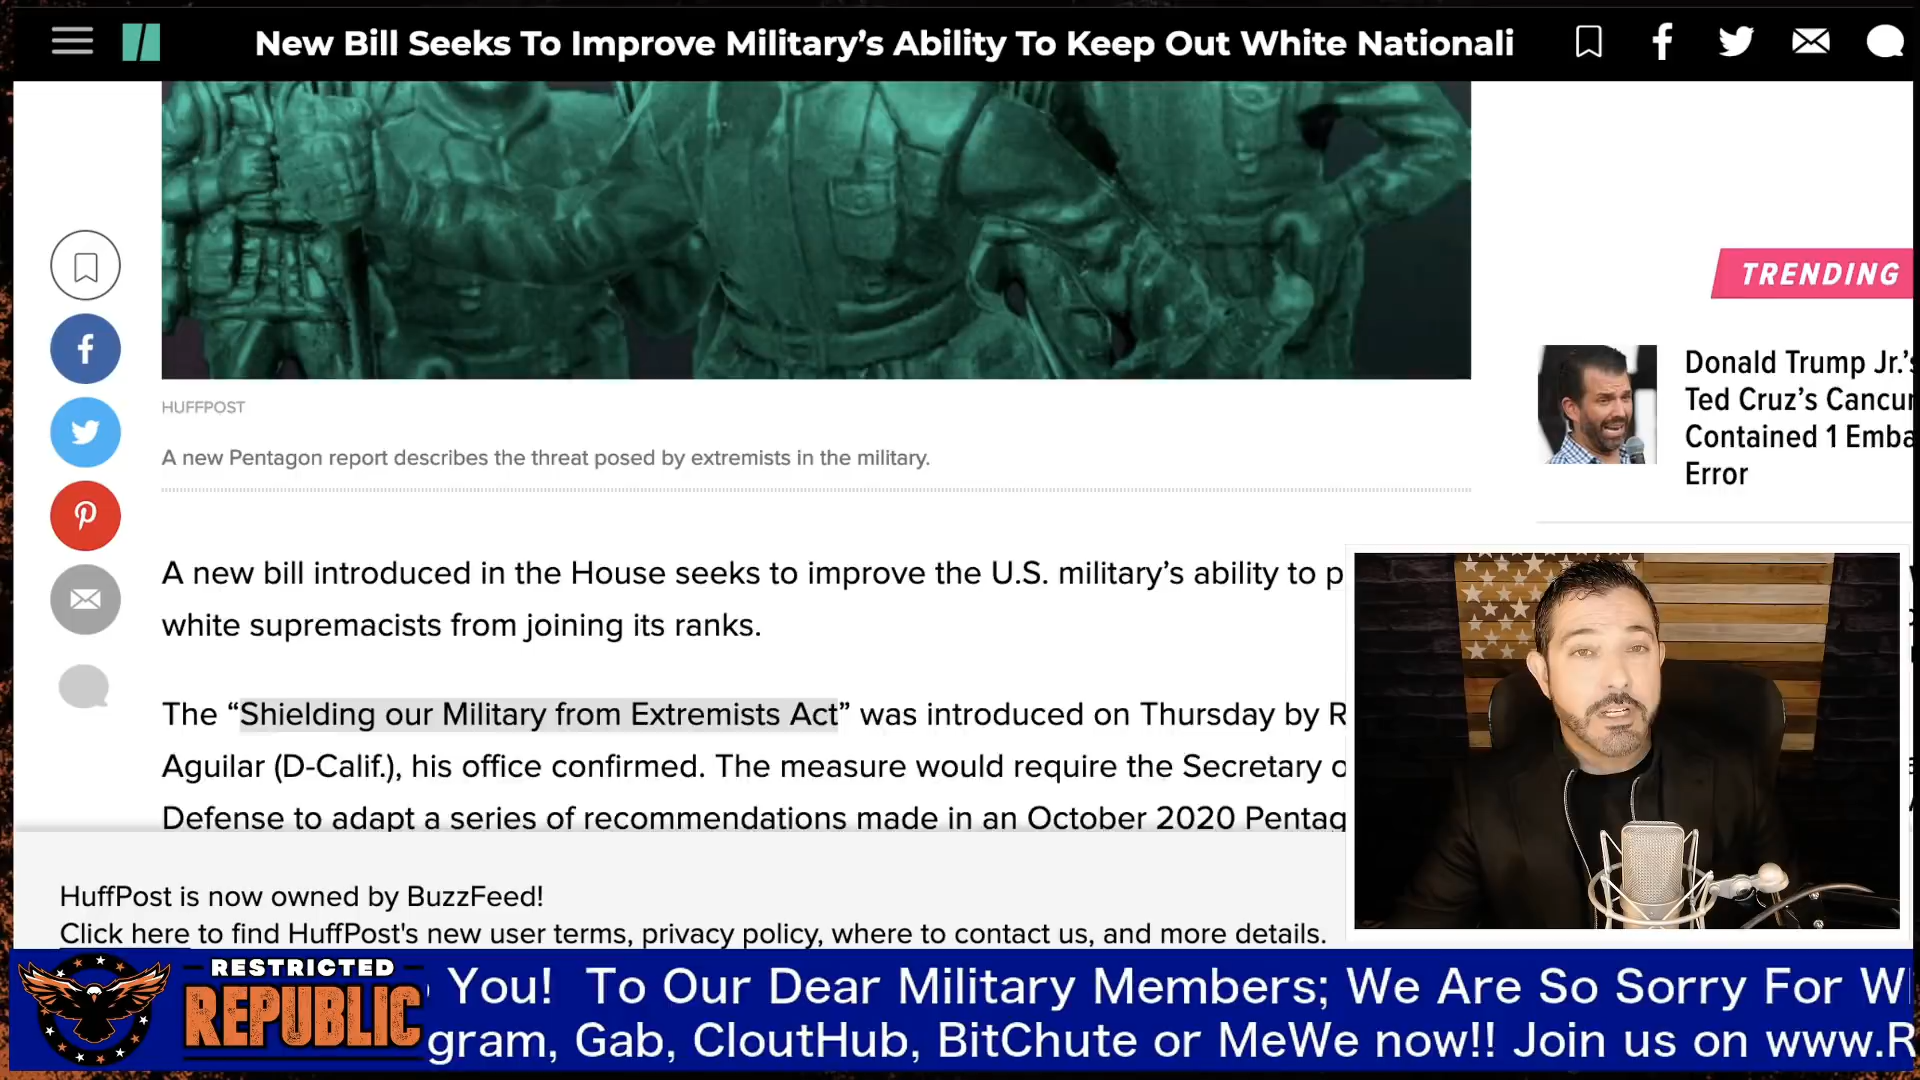 New Bill Seeks To Improve Military's Ability To Keep Out White Nationali
TRENDING
Donald Trump Jr.'s
Ted Cruz's Cancun
Contained 1 Emba
Error
HUFFPOST
A new Pentagon report describes the threat posed by extremists in the military.
A new bill introduced in the House seeks to improve the U.S. military's ability to p
white supremacists from joining its ranks.
The “Shielding our Military from Extremists Act” was introduced on Thursday by R
Aguilar (D-Calif.), his office confirmed. The measure would require the Secretary o
Defense to adapt a series of recommendations made in an October 2020 Pentag
HuffPost is now owned by BuzzFeed!
Click here to find HuffPost's new user terms, privacy policy, where to contact us, and more details.
RESTRICTED
REPUBLIC
You! To Our Dear Military Members; We Are So Sorry For W
gram, Gab, CloutHub, BitChute or MeWe now!! Join us on www.R